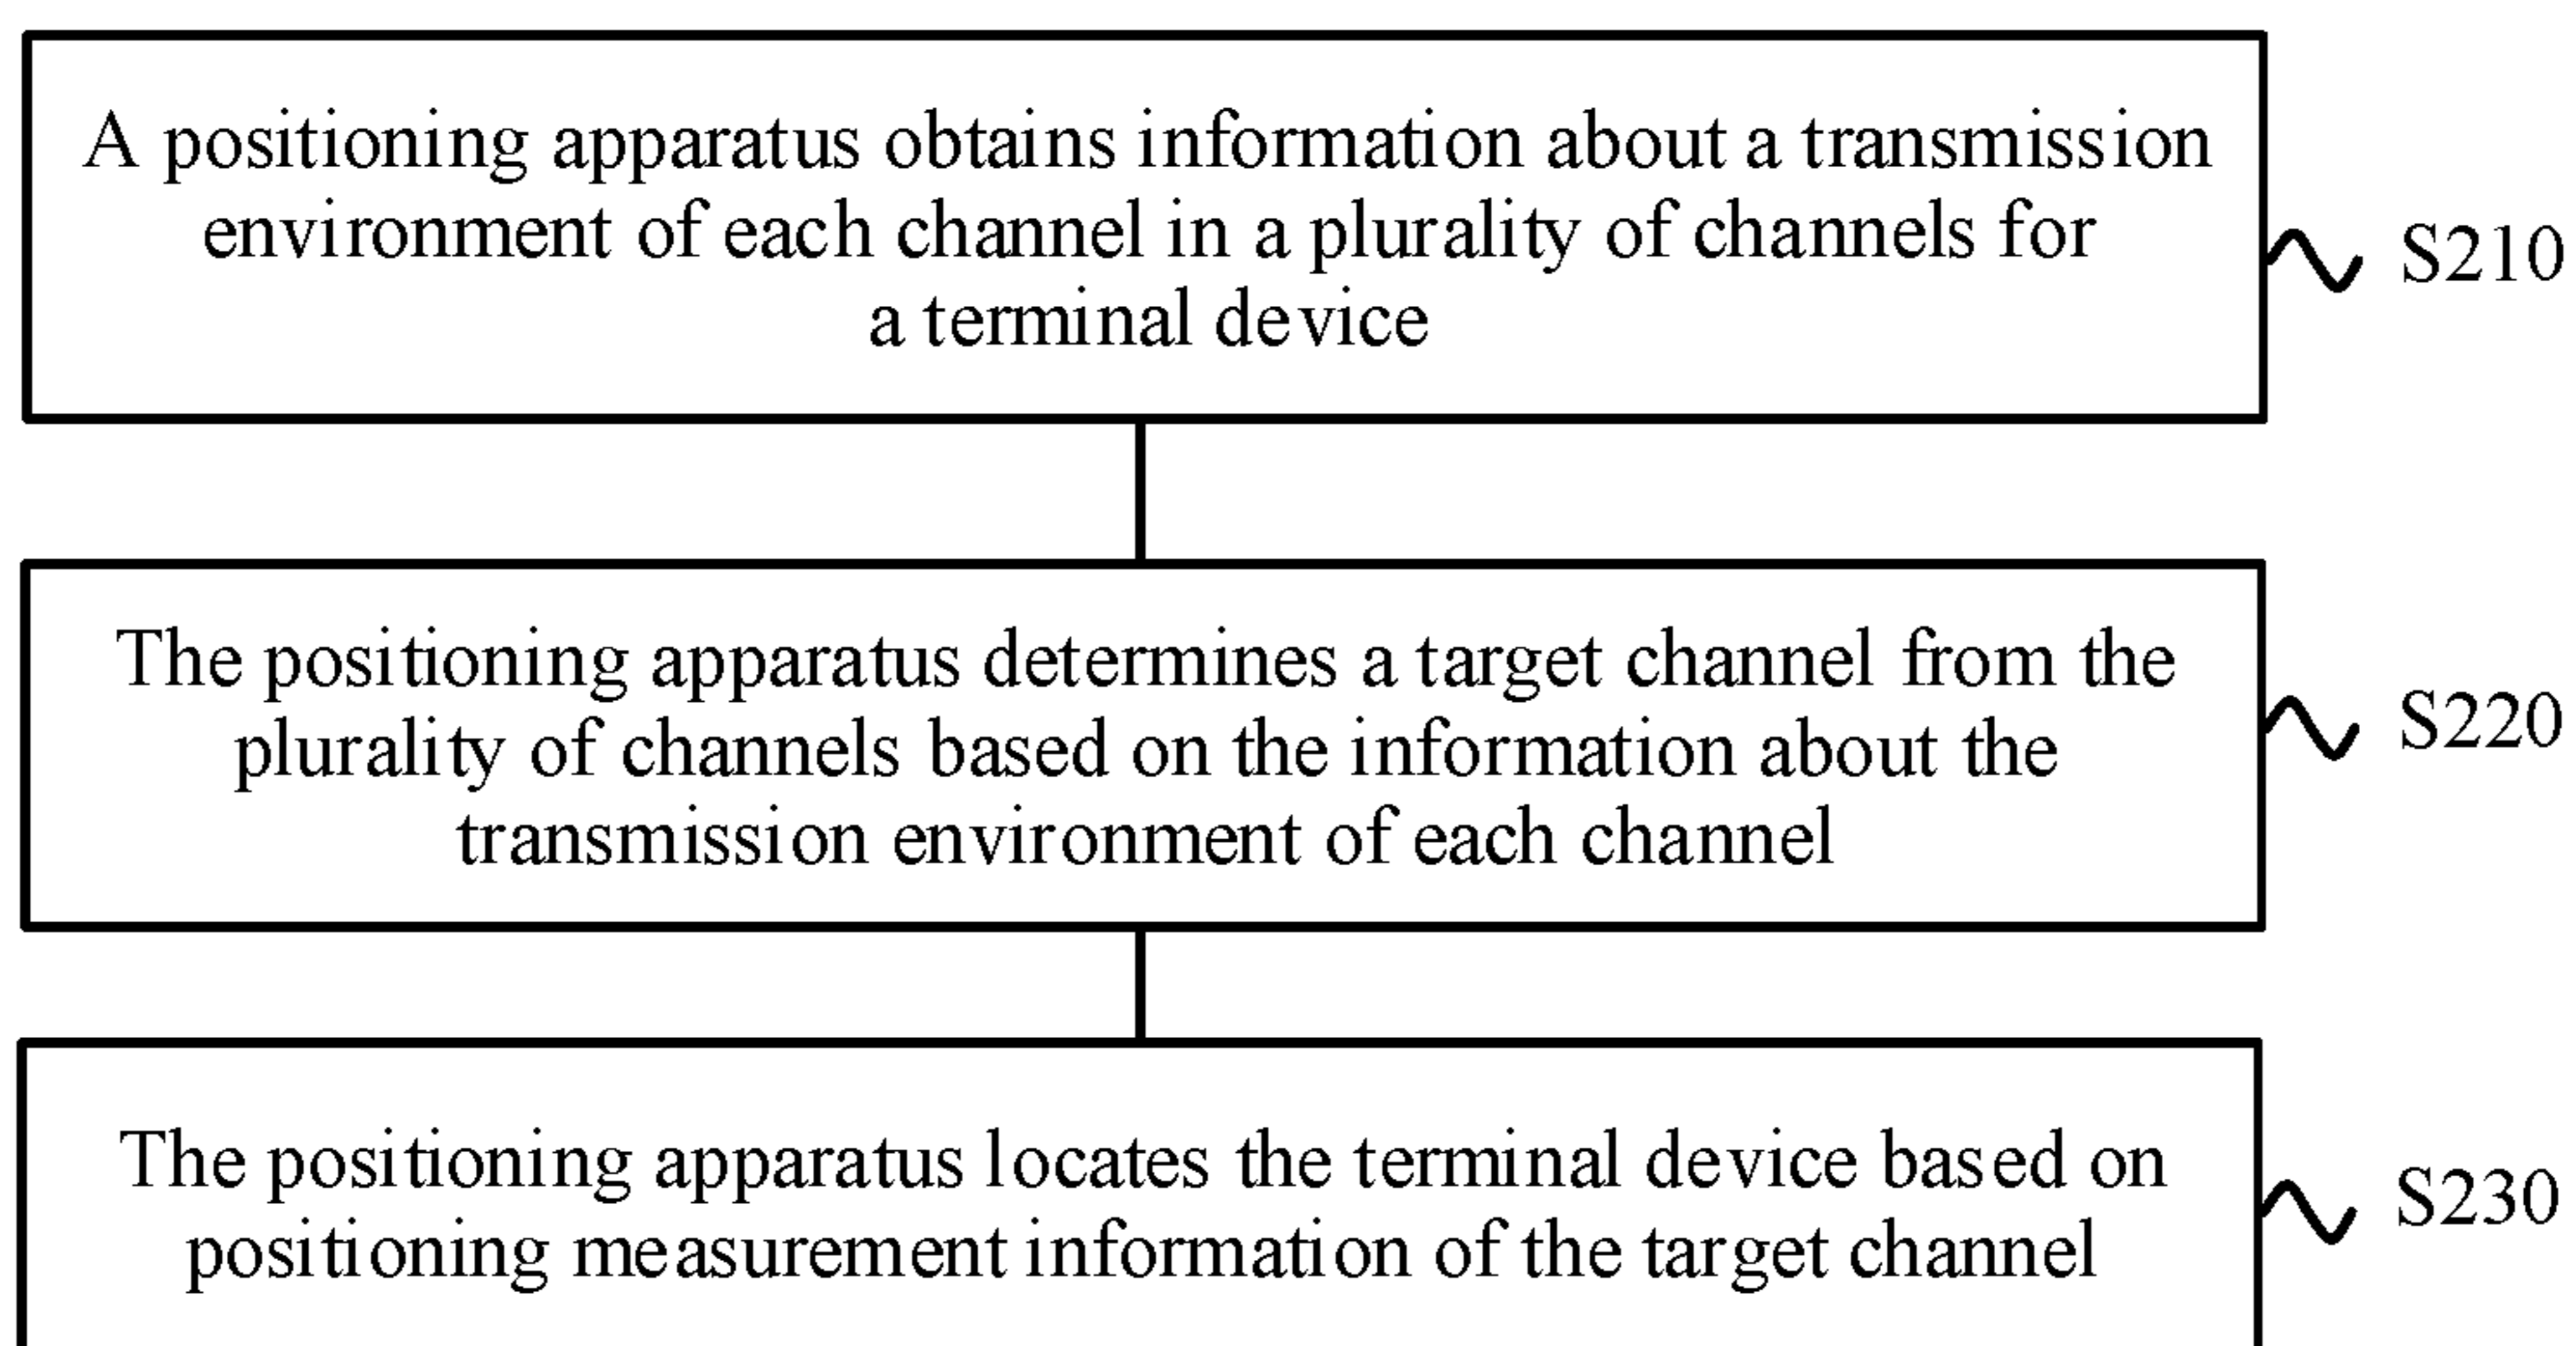 A positioning apparatus obtains information about a transmission
environment of each channel in a plurality of channels for
a terminal device
S210
The positioning apparatus determines a target channel from the
plurality of channels based on the information about the
transmission environment of each channel
S220
The positioning apparatus locates the terminal device based on
positioning measurement information of the target channel
S230